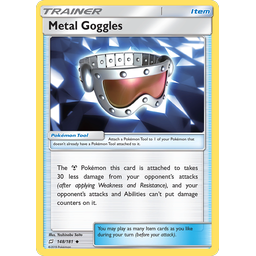 TRAINER
Item
Metal Goggles
Pokémon Tool
Attach a Pokémon Tool to 1 of your Pokémon that
doesn't already have a Pokémon Tool attached to it.
The Pokémon this card is attached to takes
30 less damage from your opponent's attacks
(after applying Weakness and Resistance), and your
opponent's attacks and Abilities can't put damage
counters on it.
Illus. Yoshinobu Saito
You may play as many Item cards as you like
during your turn (before your attack).
148/181